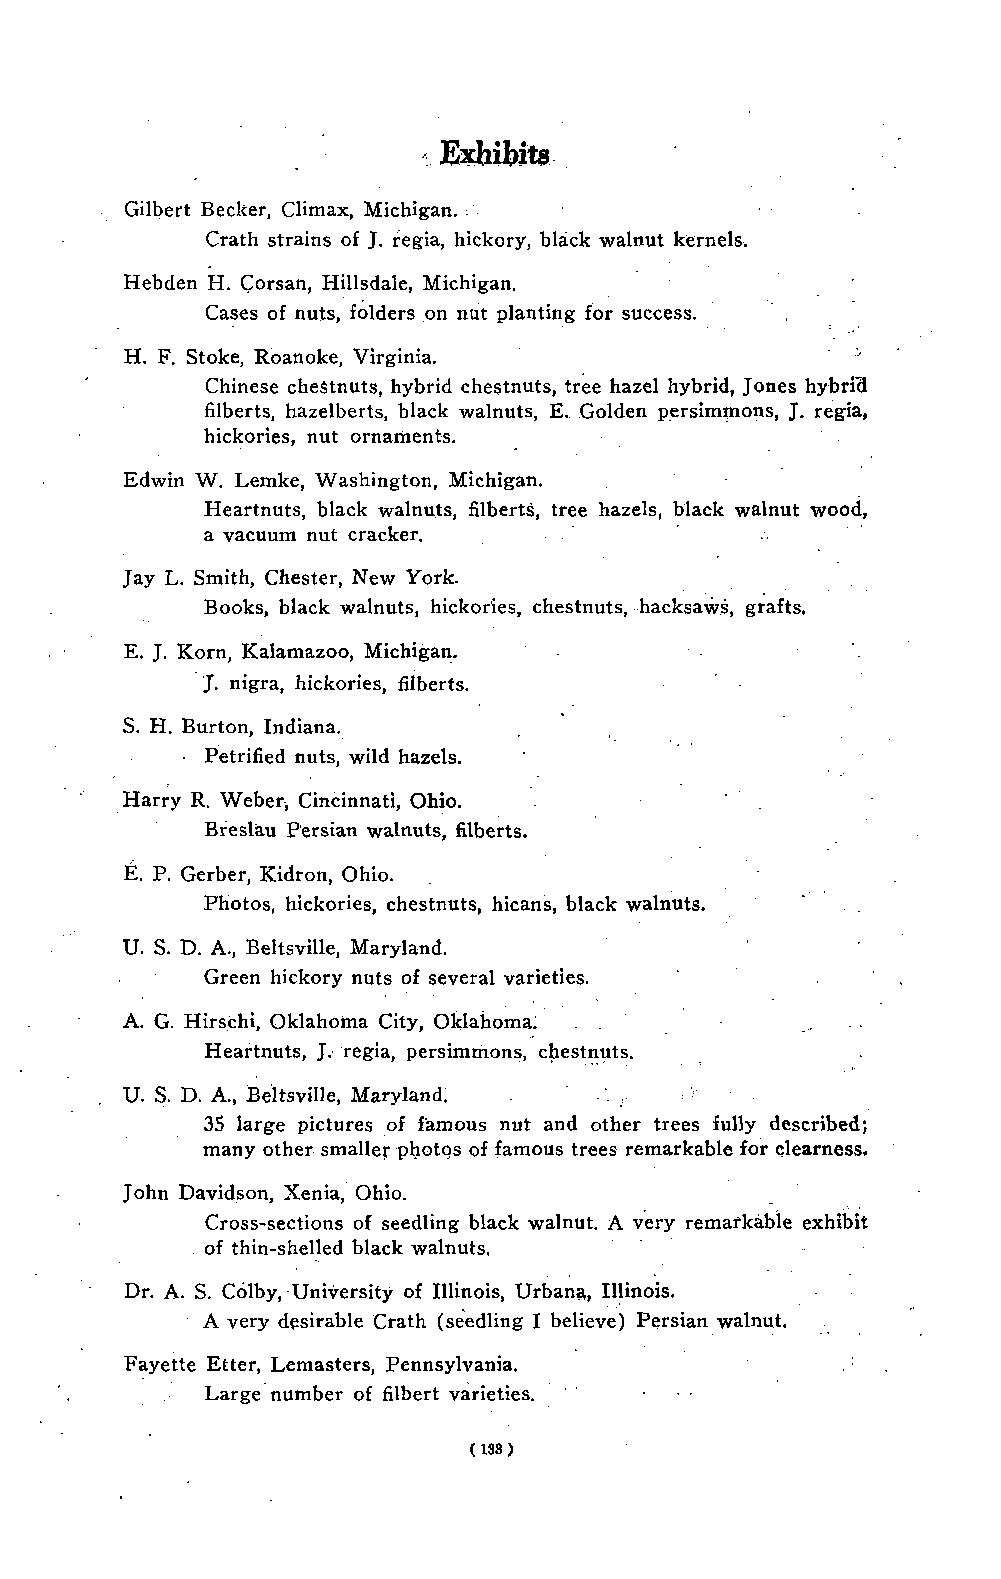 Exhibits
Gilbert Becker, Climax, Michigan.
Crath strains of J. regia, hickory, black walnut kernels.
Hebden H. Corsan, Hillsdale, Michigan.
Cases of nuts, folders on nut planting for success.
H. F. Stoke, Roanoke, Virginia.
Chinese chestnuts, hybrid chestnuts, tree hazel hybrid, Jones hybrid
filberts, hazelberts, black walnuts, E. Golden persimmons, J. regia,
hickories, nut ornaments.
Edwin W. Lemke, Washington, Michigan.
Heartnuts, black walnuts, filberts, tree hazels, black walnut wood,
a vacuum nut cracker.
Jay L. Smith, Chester, New York.
Books, black walnuts, hickories, chestnuts, hacksaws, grafts.
E. J. Korn, Kalamazoo, Michigan.
J. nigra, hickories, filberts.
S. H. Burton, Indiana.
Petrified nuts, wild hazels.
Harry R. Weber, Cincinnati, Ohio.
Breslau Persian walnuts, filberts.
E. P. Gerber, Kidron, Ohio.
Photos, hickories, chestnuts, hicans, black walnuts.
U. S. D. A., Beltsville, Maryland.
Green hickory nuts of several varieties.
A. G. Hirschi, Oklahoma City, Oklahoma.
Heartnuts, J. regia, persimmons, chestnuts.
U. S. D. A., Beltsville, Maryland.
35 large pictures of famous nut and other trees fully described;
many other smaller photos of famous trees remarkable for clearness.
John Davidson, Xenia, Ohio.
Cross-sections of seedling black walnut. A very remarkable exhibit
of thin-shelled black walnuts.
Dr. A. S. Colby, University of Illinois, Urbana, Illinois.
A very desirable Crath (seedling I believe) Persian walnut.
Fayette Etter, Lemasters, Pennsylvania.
Large number of filbert varieties.
(133)